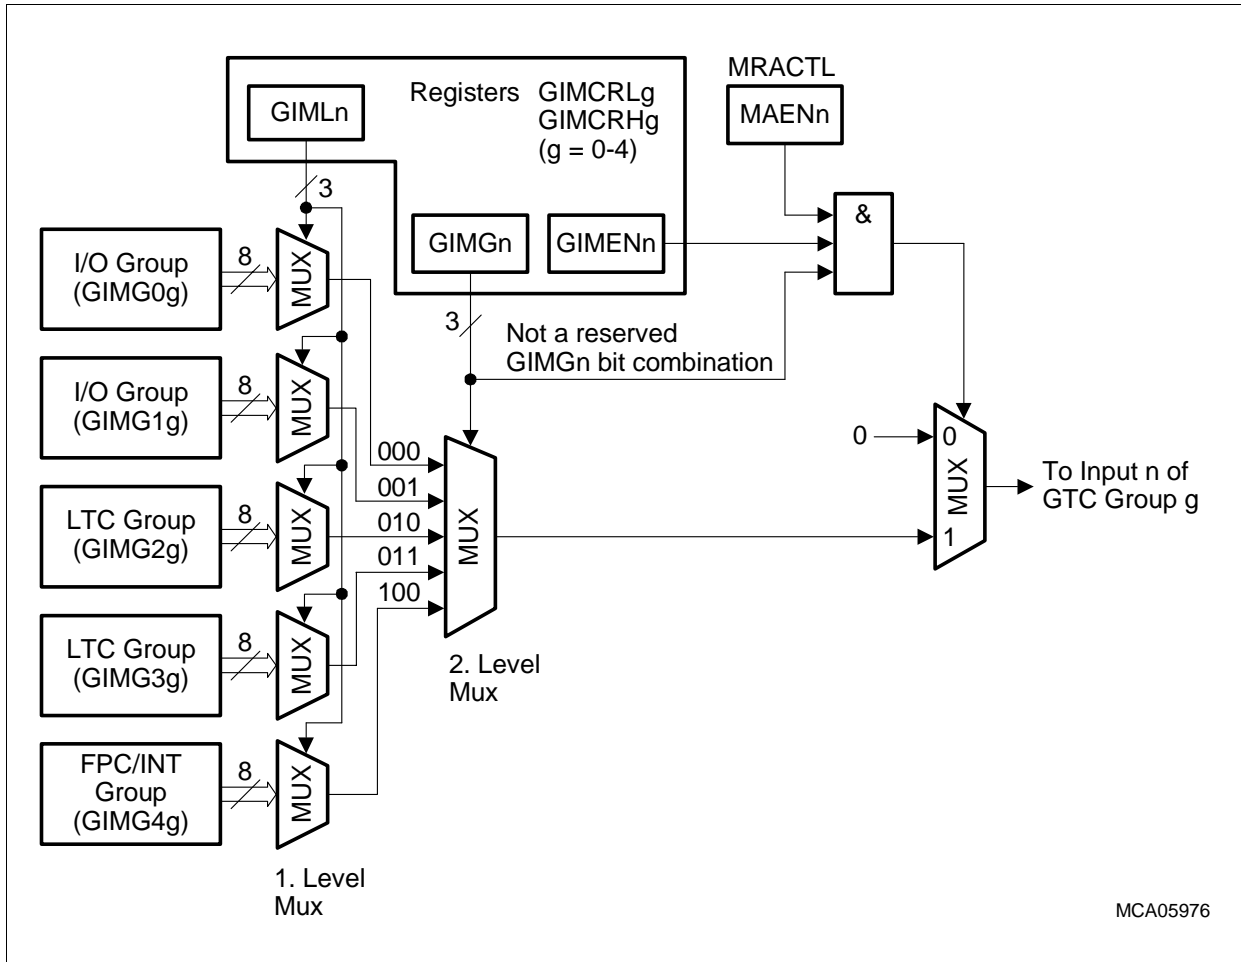 MRACTL
Registers GIMCRLg
GIMCRHg
(g = 0-4)
GIMLn
MAENn
3
GIMGn
GIMENn
&
I/O Group
(GIMG0g)
8
MUX
3
Not a reserved
GIMGn bit combination
I/O Group
(GIMG1g)
8
MUX
LTC Group
(GIMG2g)
8
MUX
LTC Group
(GIMG3g)
8
MUX
FPC/INT
Group
(GIMG4g)
8
MUX
1. Level
Mux
000
001
010
011
100
MUX
2. Level
Mux
0
0
MUX
1
To Input n of
GTC Group g
MCA05976